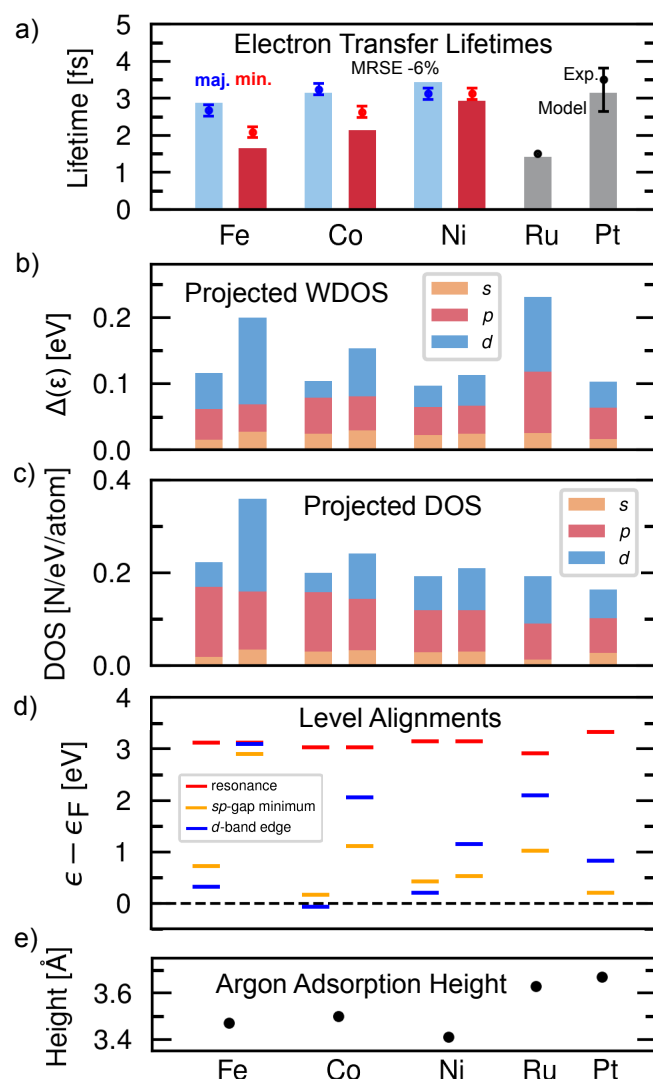 a)
Electron Transfer Lifetimes
MRSE -6%
maj. min.
Exp.
Model
Lifetime [fs]
5
4
3
2
1
0
Fe Co Ni Ru Pt
b)
Projected WDOS
s
p
d
Δ(ε) [eV]
0.2
0.1
0.0
c)
Projected DOS
s
p
d
DOS [N/eV/atom]
0.4
0.2
0.0
d)
Level Alignments
resonance
sp-gap minimum
d-band edge
ϵ − ϵF [eV]
4
3
2
1
0
e)
Argon Adsorption Height
Height [Å]
3.6
3.4
Fe Co Ni Ru Pt